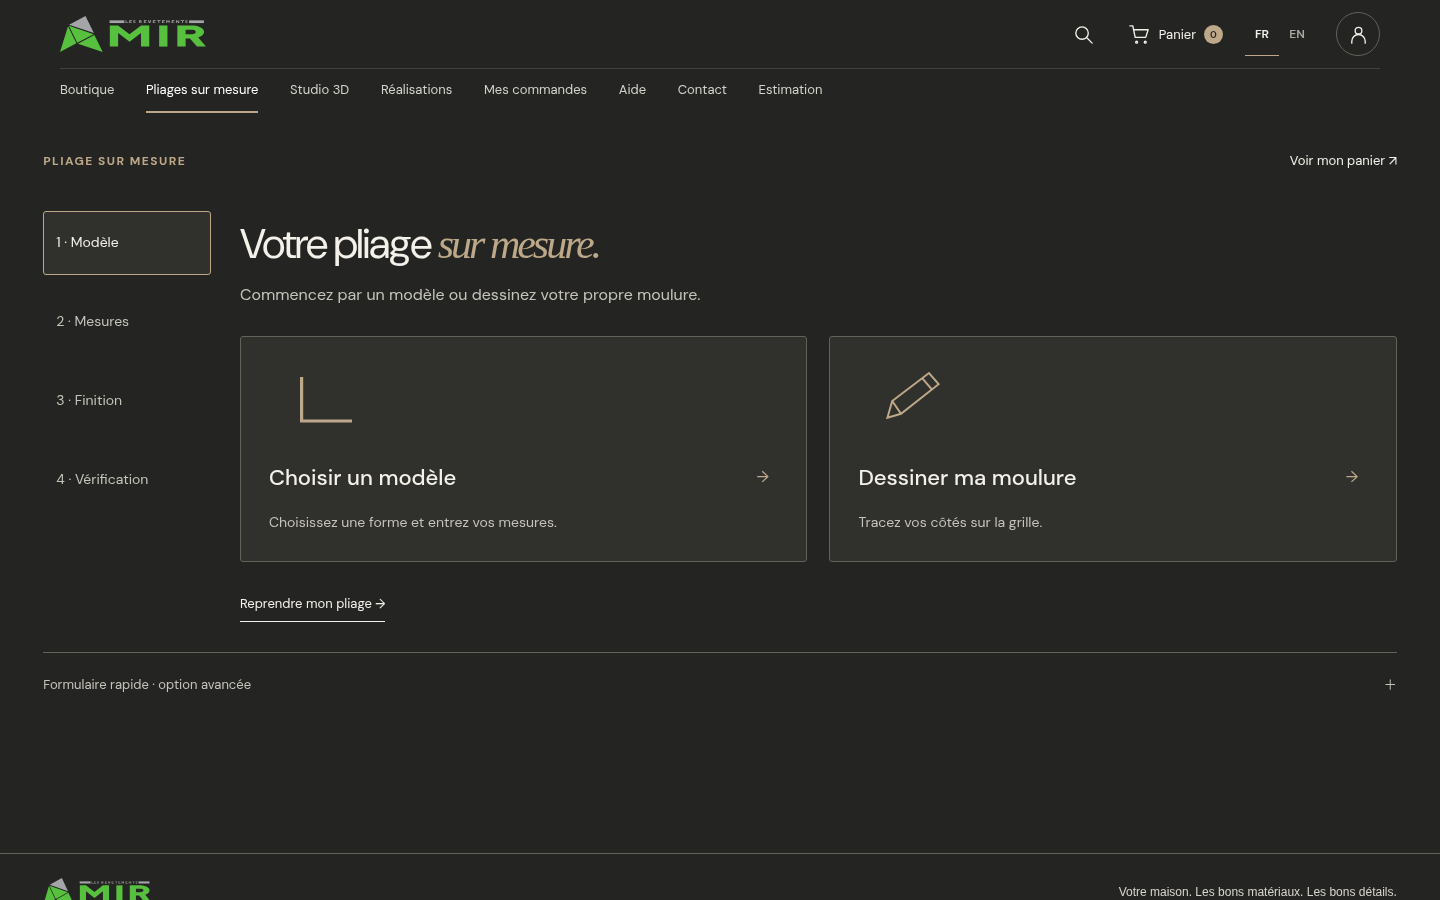 LES REVÊTEMENTS
MIR
Panier 0
FR EN
Boutique Pliages sur mesure Studio 3D Réalisations Mes commandes Aide Contact Estimation
PLIAGE SUR MESURE
Voir mon panier
1 · Modèle
2 · Mesures
3 · Finition
4 · Vérification
Votre pliage sur mesure.
Commencez par un modèle ou dessinez votre propre moulure.
Choisir un modèle →
Choisissez une forme et entrez vos mesures.
Dessiner ma moulure →
Tracez vos côtés sur la grille.
Reprendre mon pliage →
Formulaire rapide · option avancée +
LES REVÊTEMENTS
MIR
Votre maison. Les bons matériaux. Les bons détails.